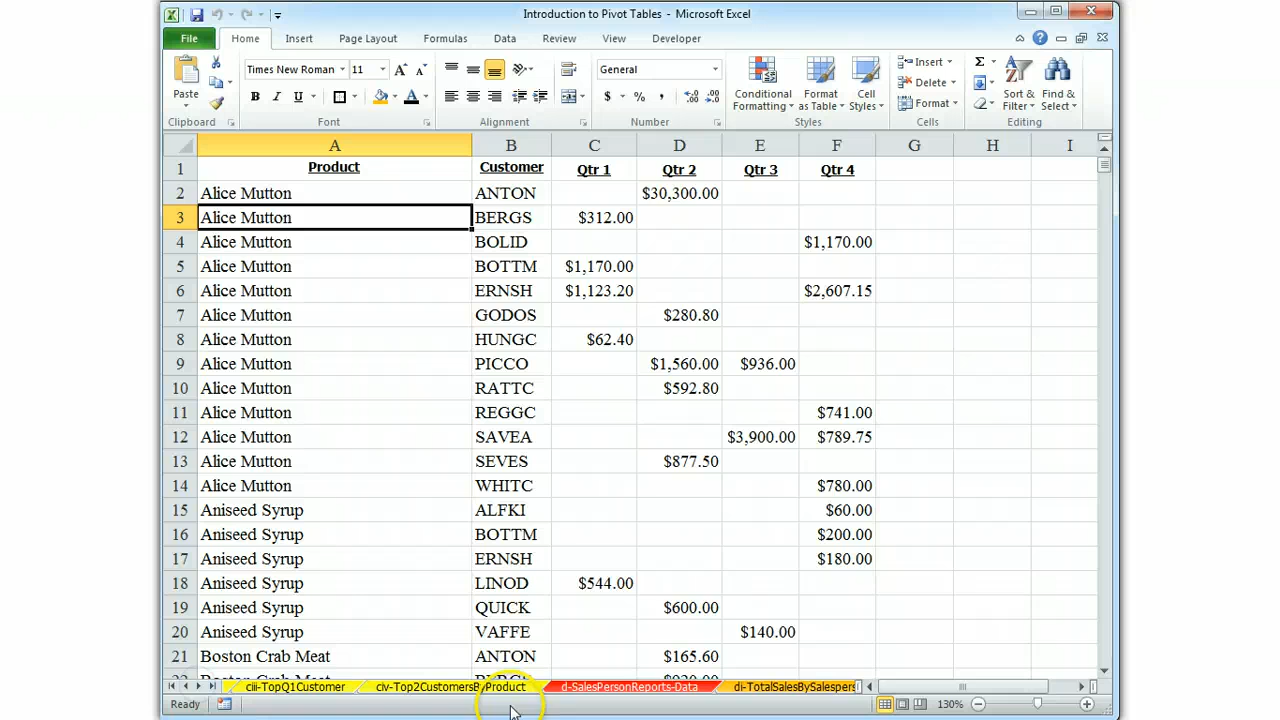 Introduction to Pivot Tables - Microsoft Excel
File Home Insert Page Layout Formulas Data Review View Developer
Times New Roman 11 General Insert Σ
Paste B I U $ % , Conditional Formatting Format as Table Cell Styles Delete Format Sort & Filter Find & Select
Clipboard Font Alignment Number Styles Cells Editing
A B C D E F G H I
1 Product Customer Qtr 1 Qtr 2 Qtr 3 Qtr 4
2 Alice Mutton ANTON $30,300.00
3 Alice Mutton BERGS $312.00
4 Alice Mutton BOLID $1,170.00
5 Alice Mutton BOTTM $1,170.00
6 Alice Mutton ERNSH $1,123.20 $2,607.15
7 Alice Mutton GODOS $280.80
8 Alice Mutton HUNGC $62.40
9 Alice Mutton PICCO $1,560.00 $936.00
10 Alice Mutton RATTC $592.80
11 Alice Mutton REGGC $741.00
12 Alice Mutton SAVEA $3,900.00 $789.75
13 Alice Mutton SEVES $877.50
14 Alice Mutton WHITC $780.00
15 Aniseed Syrup ALFKI $60.00
16 Aniseed Syrup BOTTM $200.00
17 Aniseed Syrup ERNSH $180.00
18 Aniseed Syrup LINOD $544.00
19 Aniseed Syrup QUICK $600.00
20 Aniseed Syrup VAFFE $140.00
21 Boston Crab Meat ANTON $165.60
ciii-TopQ1Customer civ-Top2CustomersByProduct d-SalesPersonReports-Data di-TotalSalesBySalespers
Ready 130%